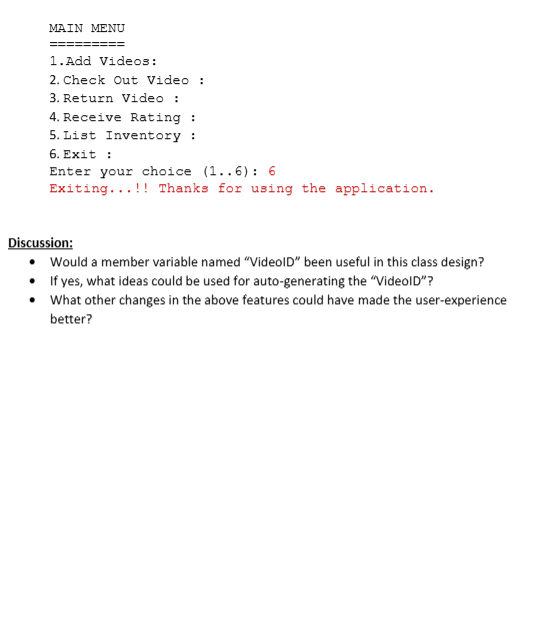 MAIN MENU
=========
1.Add Videos:
2. Check Out Video :
3. Return Video :
4. Receive Rating :
5. List Inventory :
6. Exit :
Enter your choice (1..6): 6
Exiting...!! Thanks for using the application.
Discussion:
• Would a member variable named “VideoID” been useful in this class design?
• If yes, what ideas could be used for auto-generating the “VideoID”?
• What other changes in the above features could have made the user-experience
better?